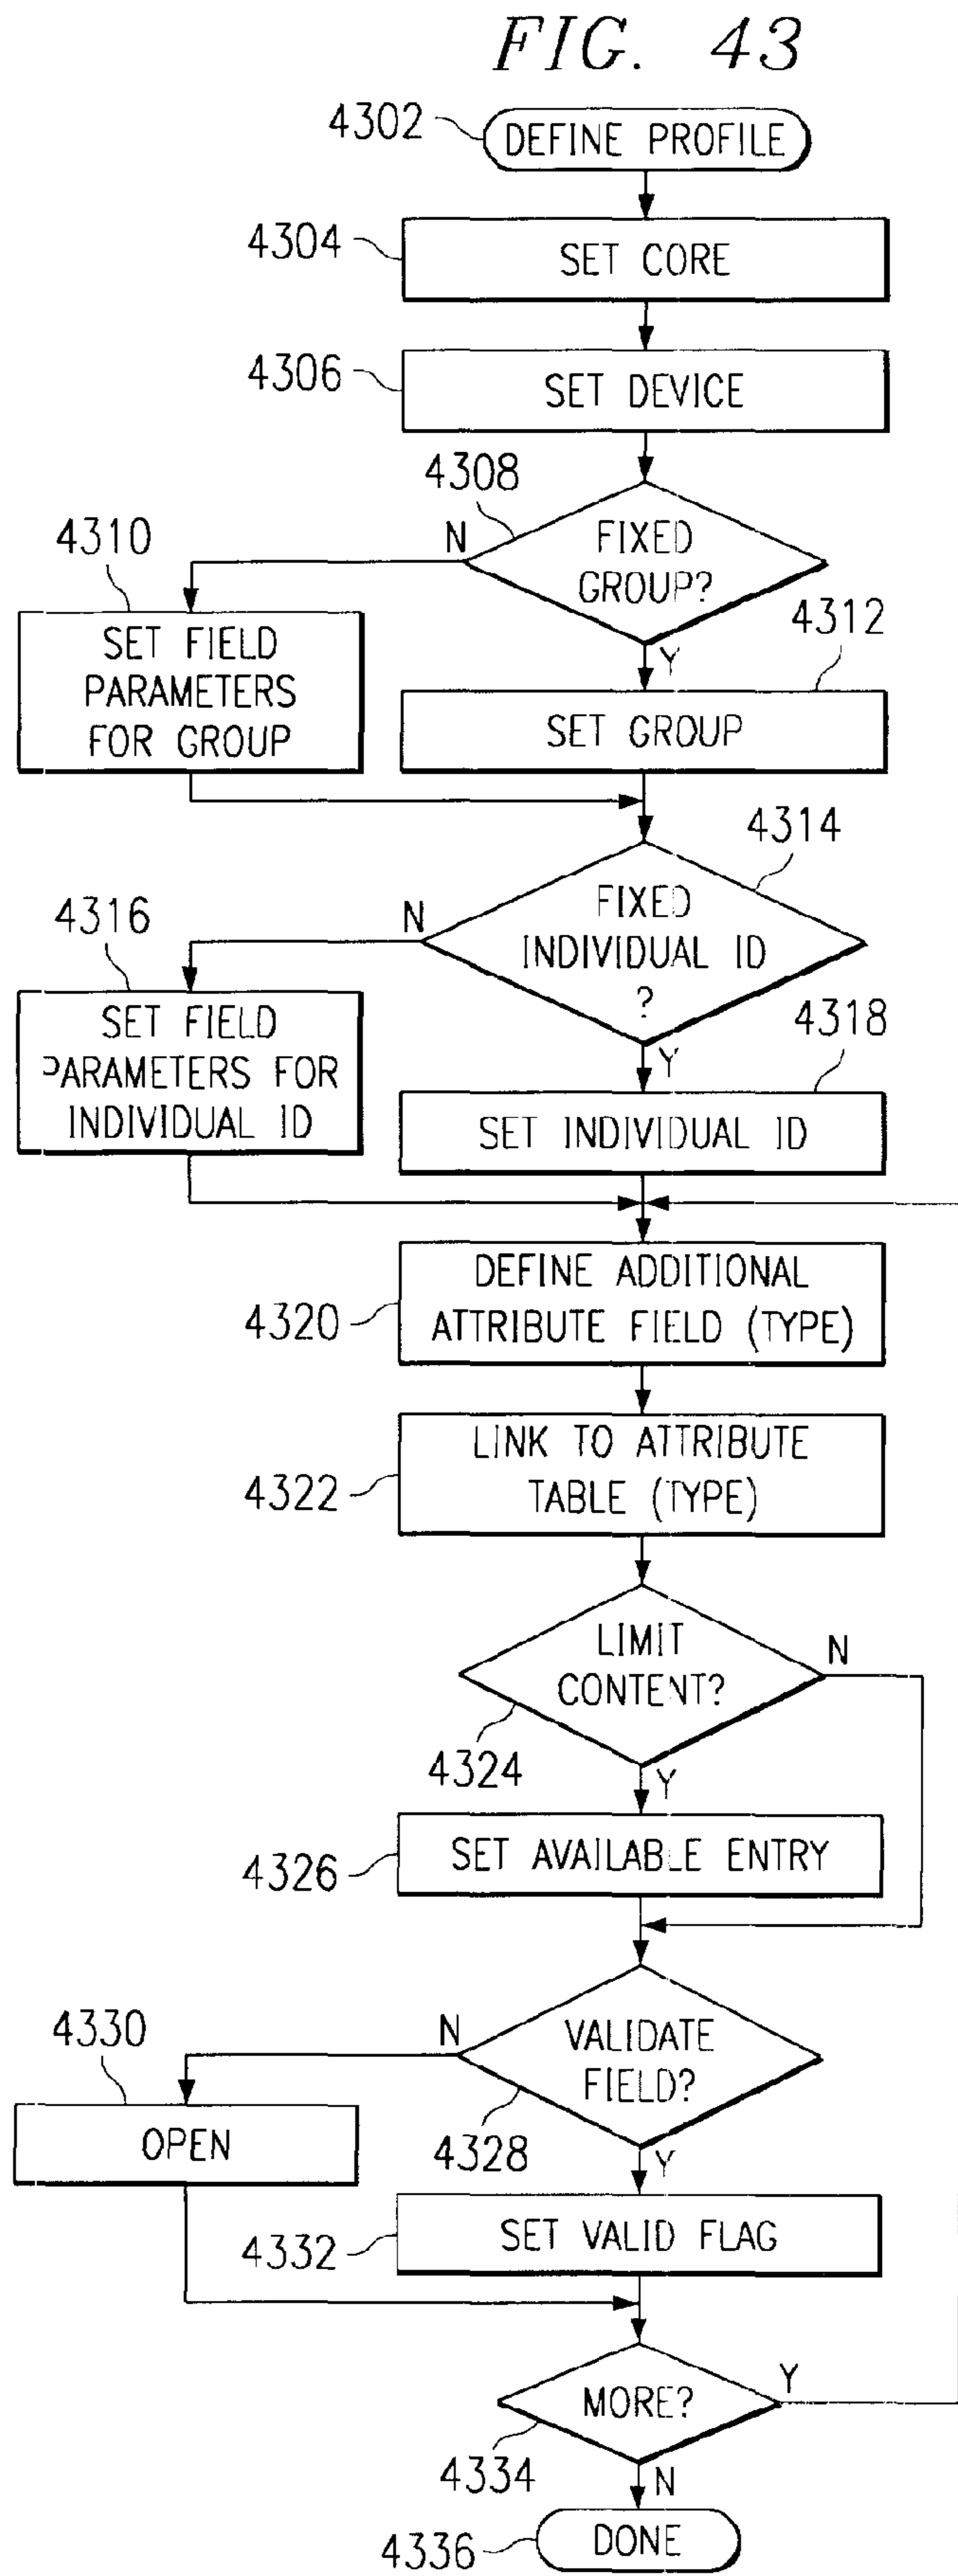 FIG. 43
4302
DEFINE PROFILE
4304
SET CORE
4306
SET DEVICE
4308
N
FIXED
GROUP?
Y
4310
SET FIELD
PARAMETERS
FOR GROUP
4312
SET GROUP
4314
N
FIXED
INDIVIDUAL ID
?
Y
4316
SET FIELD
PARAMETERS FOR
INDIVIDUAL ID
4318
SET INDIVIDUAL ID
4320
DEFINE ADDITIONAL
ATTRIBUTE FIELD (TYPE)
4322
LINK TO ATTRIBUTE
TABLE (TYPE)
LIMIT
CONTENT?
N
4324
Y
4326
SET AVAILABLE ENTRY
4330
N
VALIDATE
FIELD?
4328
Y
OPEN
4332
SET VALID FLAG
MORE?
Y
4334
N
4336
DONE